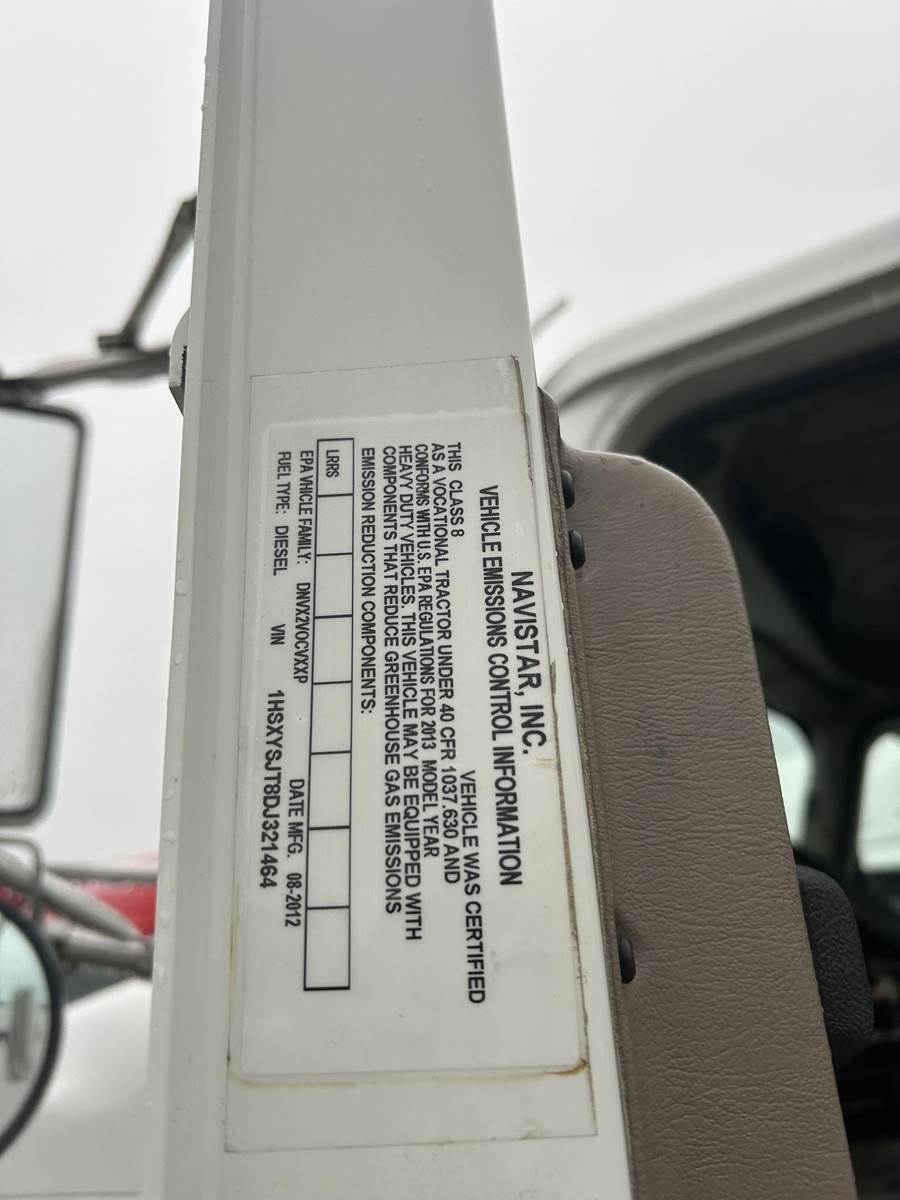 NAVISTAR, INC.
VEHICLE EMISSIONS CONTROL INFORMATION
THIS CLASS 8 VEHICLE WAS CERTIFIED
AS A VOCATIONAL TRACTOR UNDER 40 CFR 1037.630 AND
CONFORMS WITH U.S. EPA REGULATIONS FOR 2013 MODEL YEAR
HEAVY DUTY VEHICLES. THIS VEHICLE MAY BE EQUIPPED WITH
COMPONENTS THAT REDUCE GREENHOUSE GAS EMISSIONS
EMISSION REDUCTION COMPONENTS:
LRRS
EPA VHICLE FAMILY: DNVX2VOCVXXP DATE MFG. 08-2012
FUEL TYPE: DIESEL VIN 1HSXYSJT8DJ321464